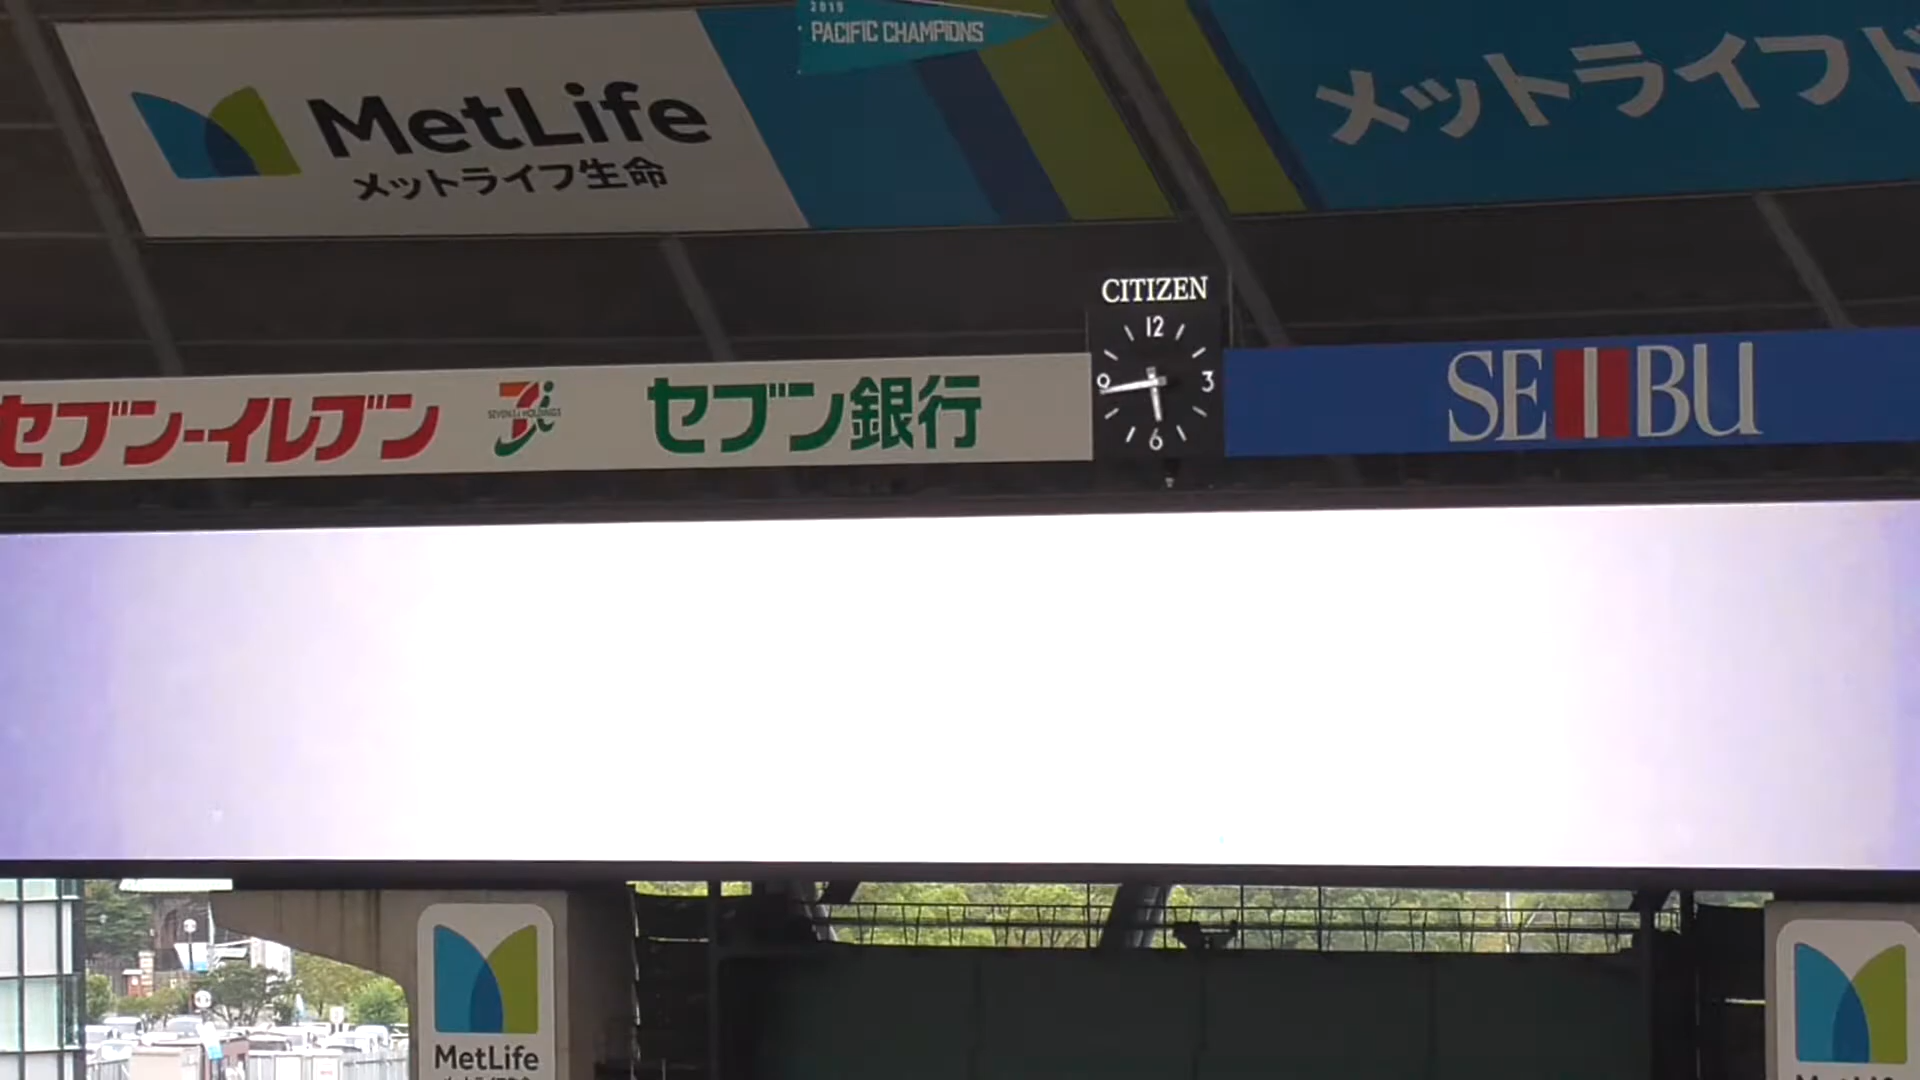 2019
PACIFIC CHAMPIONS
MetLife
メットライフ生命
メットライフド
CITIZEN
12
9
3
6
セブン-イレブン
7i
SEVEN & i HOLDINGS
セブン銀行
SEIBU
MetLife